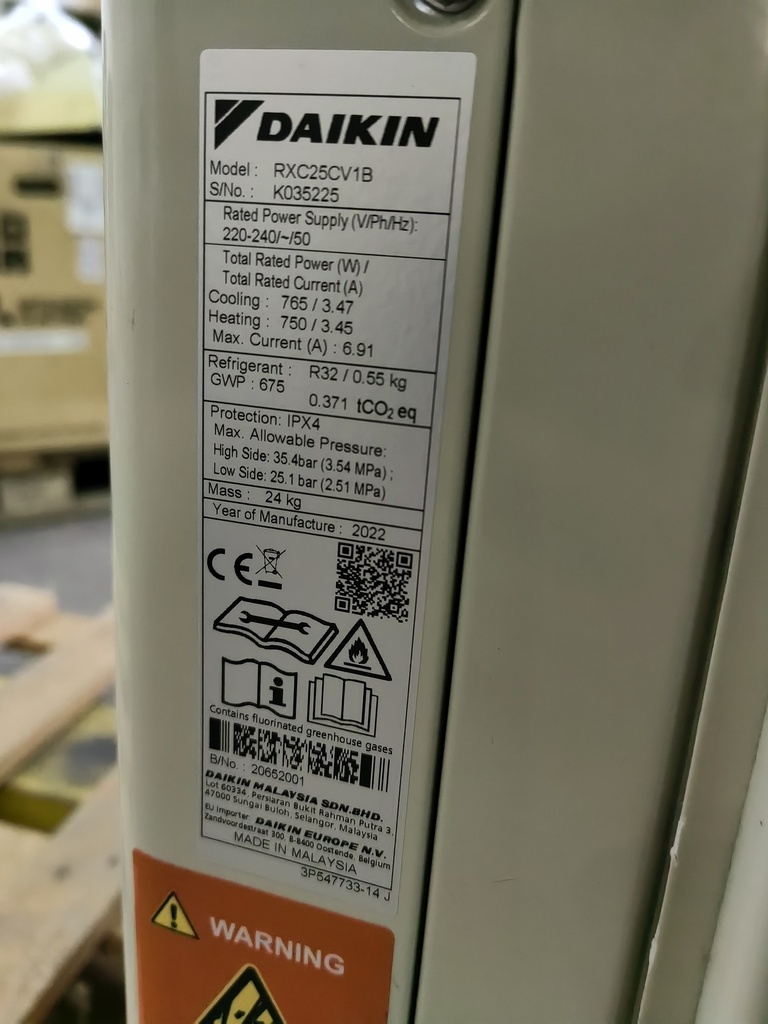 DAIKIN
Model : RXC25CV1B
S/No. : K035225
Rated Power Supply (V/Ph/Hz):
220-240/~/50
Total Rated Power (W) /
Total Rated Current (A)
Cooling : 765 / 3.47
Heating : 750 / 3.45
Max. Current (A) : 6.91
Refrigerant : R32 / 0.55 kg
GWP : 675
0.371 tCO₂ eq
Protection: IPX4
Max. Allowable Pressure:
High Side: 35.4bar (3.54 MPa) ;
Low Side: 25.1 bar (2.51 MPa)
Mass : 24 kg
Year of Manufacture : 2022
CE
Contains fluorinated greenhouse gases
B/No. : 20652001
DAIKIN MALAYSIA SDN.BHD.
Lot 60334, Persiaran Bukit Rahman Putra 3,
47000 Sungai Buloh, Selangor, Malaysia
EU Importer: DAIKIN EUROPE N.V.
Zandvoordestraat 300, B-8400 Oostende, Belgium
MADE IN MALAYSIA
3P547733-14 J
WARNING